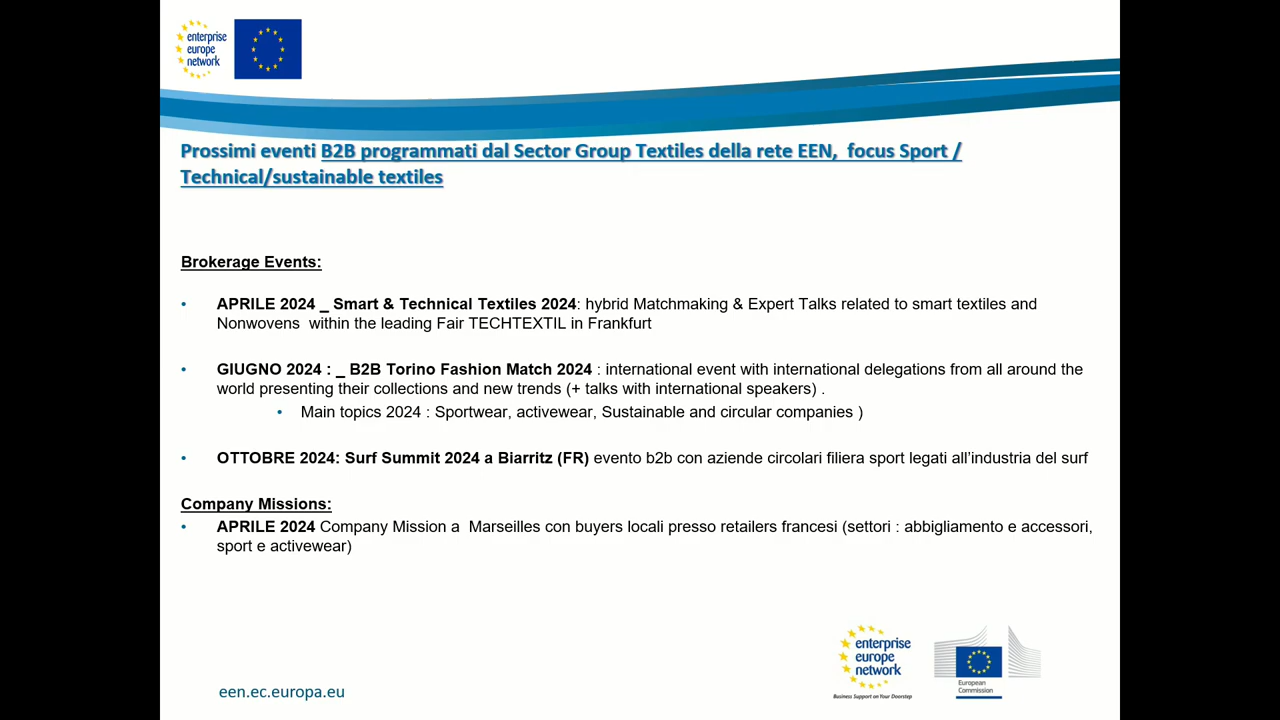 enterprise
europe
network
Prossimi eventi B2B programmati dal Sector Group Textiles della rete EEN,  focus Sport /
Technical/sustainable textiles
Brokerage Events:
• APRILE 2024 _ Smart & Technical Textiles 2024: hybrid Matchmaking & Expert Talks related to smart textiles and
Nonwovens  within the leading Fair TECHTEXTIL in Frankfurt
• GIUGNO 2024 : _ B2B Torino Fashion Match 2024 : international event with international delegations from all around the
world presenting their collections and new trends (+ talks with international speakers) .
• Main topics 2024 : Sportwear, activewear, Sustainable and circular companies )
• OTTOBRE 2024: Surf Summit 2024 a Biarritz (FR) evento b2b con aziende circolari filiera sport legati all'industria del surf
Company Missions:
• APRILE 2024 Company Mission a  Marseilles con buyers locali presso retailers francesi (settori : abbigliamento e accessori,
sport e activewear)
een.ec.europa.eu
enterprise
europe
network
Business Support on Your Doorstep
European
Commission